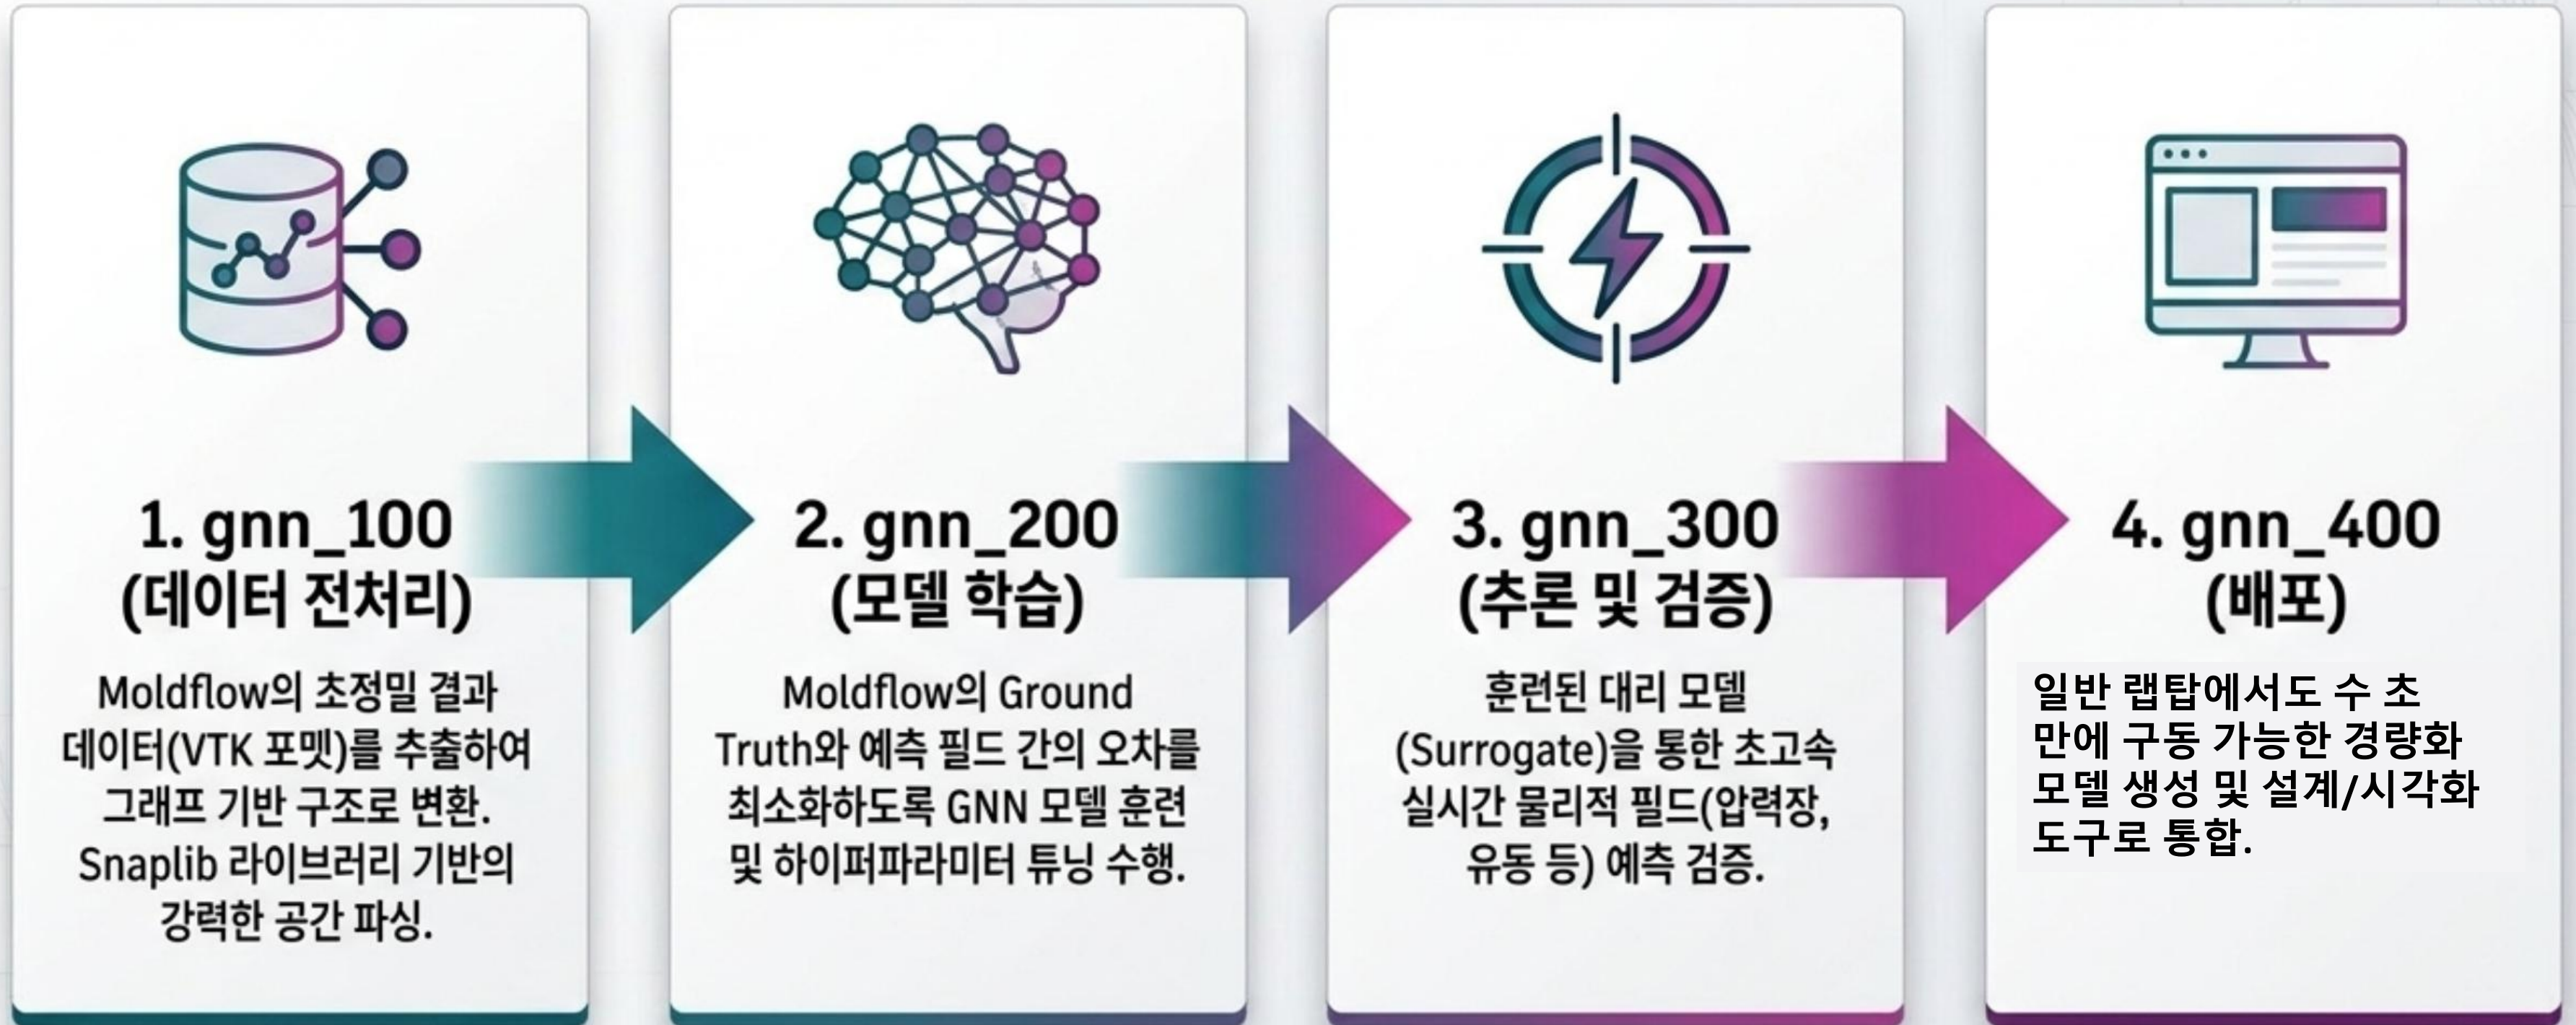 1. gnn_100
(데이터 전처리)
Moldflow의 초정밀 결과
데이터(VTK 포맷)를 추출하여
그래프 기반 구조로 변환.
Snaplib 라이브러리 기반의
강력한 공간 파싱.
2. gnn_200
(모델 학습)
Moldflow의 Ground
Truth와 예측 필드 간의 오차를
최소화하도록 GNN 모델 훈련
및 하이퍼파라미터 튜닝 수행.
3. gnn_300
(추론 및 검증)
훈련된 대리 모델
(Surrogate)을 통한 초고속
실시간 물리적 필드(압력장,
유동 등) 예측 검증.
4. gnn_400
(배포)
일반 랩탑에서도 수 초
만에 구동 가능한 경량화
모델 생성 및 설계/시각화
도구로 통합.